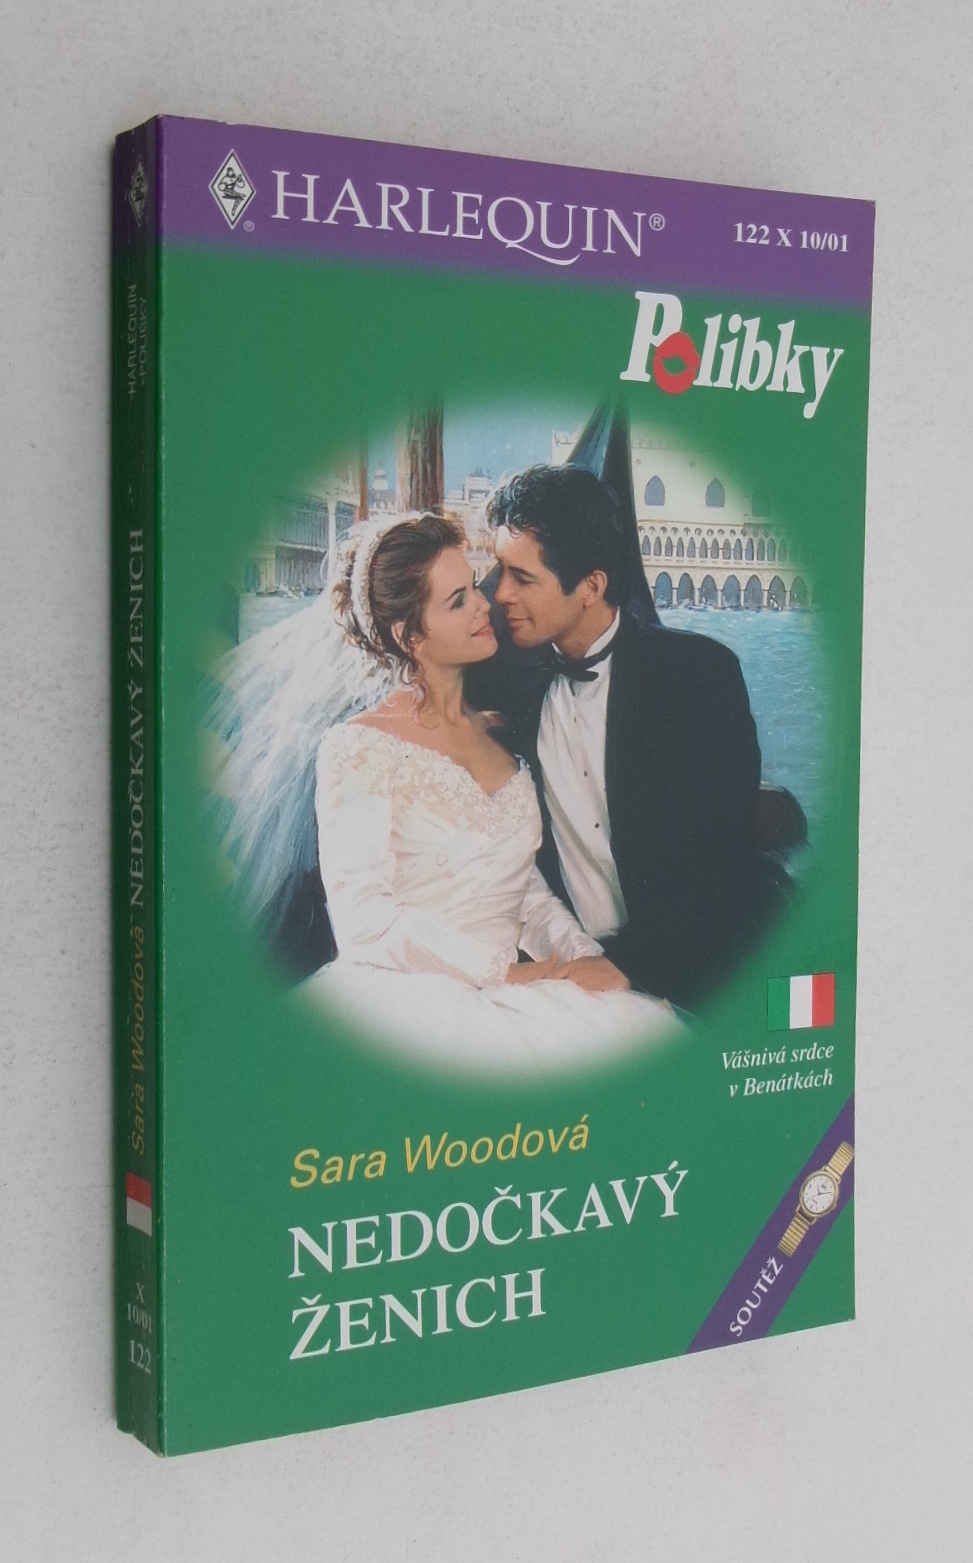 HARLEQUIN®
122 X 10/01
Polibky
Vášnivá srdce
v Benátkách
Sara Woodová
NEDOČKAVÝ
ŽENICH
SOUTĚŽ
HARLEQUIN
POLIBKY
Sara Woodová NEDOČKAVÝ ŽENICH
X
10/01
122